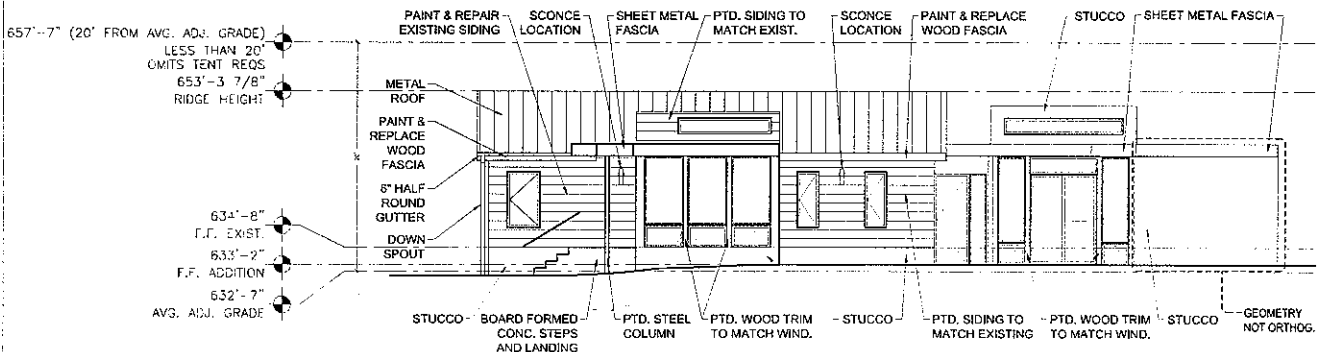 657'-7" (20' FROM AVG. ADJ. GRADE)
LESS THAN 20'
OMITS TENT REQS
653'-3 7/8"
RIDGE HEIGHT
634'-8"
F.F. EXIST.
633'-2"
F.F. ADDITION
632'-7"
AVG. ADJ. GRADE
PAINT & REPAIR
EXISTING SIDING
SCONCE
LOCATION
SHEET METAL
FASCIA
PTD. SIDING TO
MATCH EXIST.
SCONCE
LOCATION
PAINT & REPLACE
WOOD FASCIA
STUCCO
SHEET METAL FASCIA
METAL
ROOF
PAINT &
REPLACE
WOOD
FASCIA
6" HALF
ROUND
GUTTER
DOWN
SPOUT
STUCCO
BOARD FORMED
CONC. STEPS
AND LANDING
PTD. STEEL
COLUMN
PTD. WOOD TRIM
TO MATCH WIND.
STUCCO
PTD. SIDING TO
MATCH EXISTING
PTD. WOOD TRIM
TO MATCH WIND.
STUCCO
GEOMETRY
NOT ORTHOG.